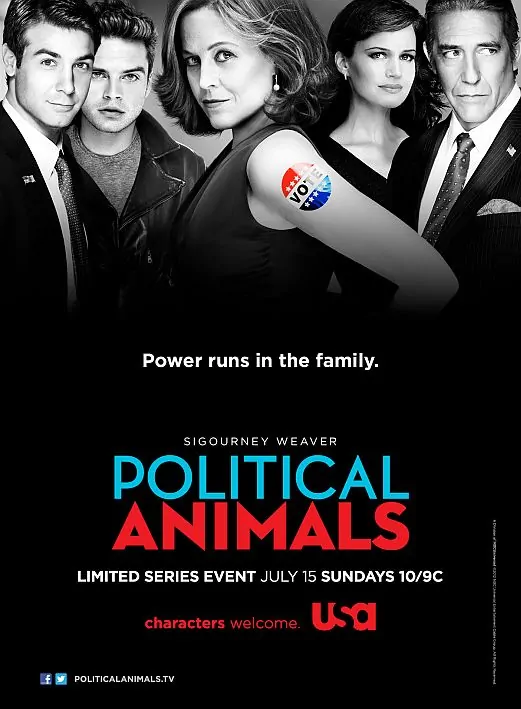 VOTE
Power runs in the family.
SIGOURNEY WEAVER
POLITICAL
ANIMALS
LIMITED SERIES EVENT JULY 15 SUNDAYS 10/9C
characters welcome. usa
POLITICALANIMALS.TV